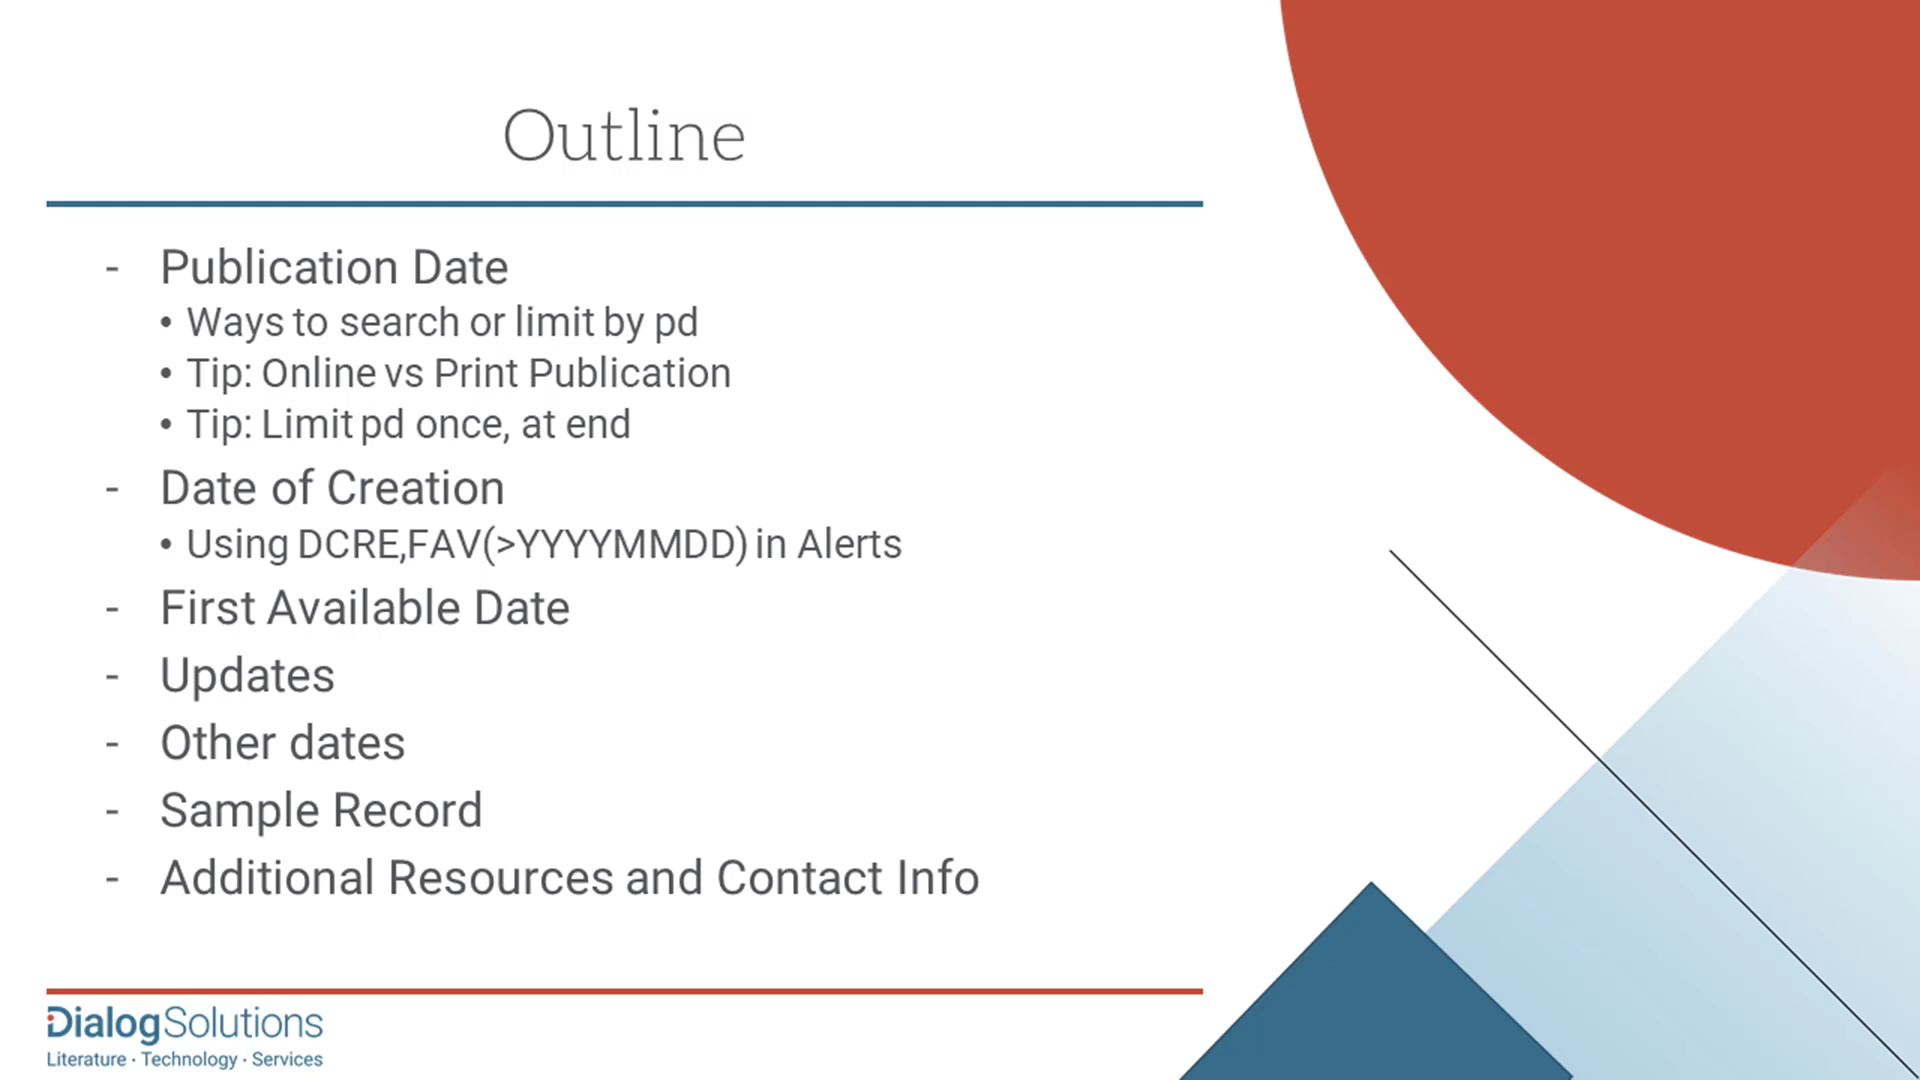 Outline
- Publication Date
• Ways to search or limit by pd
• Tip: Online vs Print Publication
• Tip: Limit pd once, at end
- Date of Creation
• Using DCRE,FAV(>YYYYMMDD) in Alerts
- First Available Date
- Updates
- Other dates
- Sample Record
- Additional Resources and Contact Info
DialogSolutions
Literature · Technology · Services